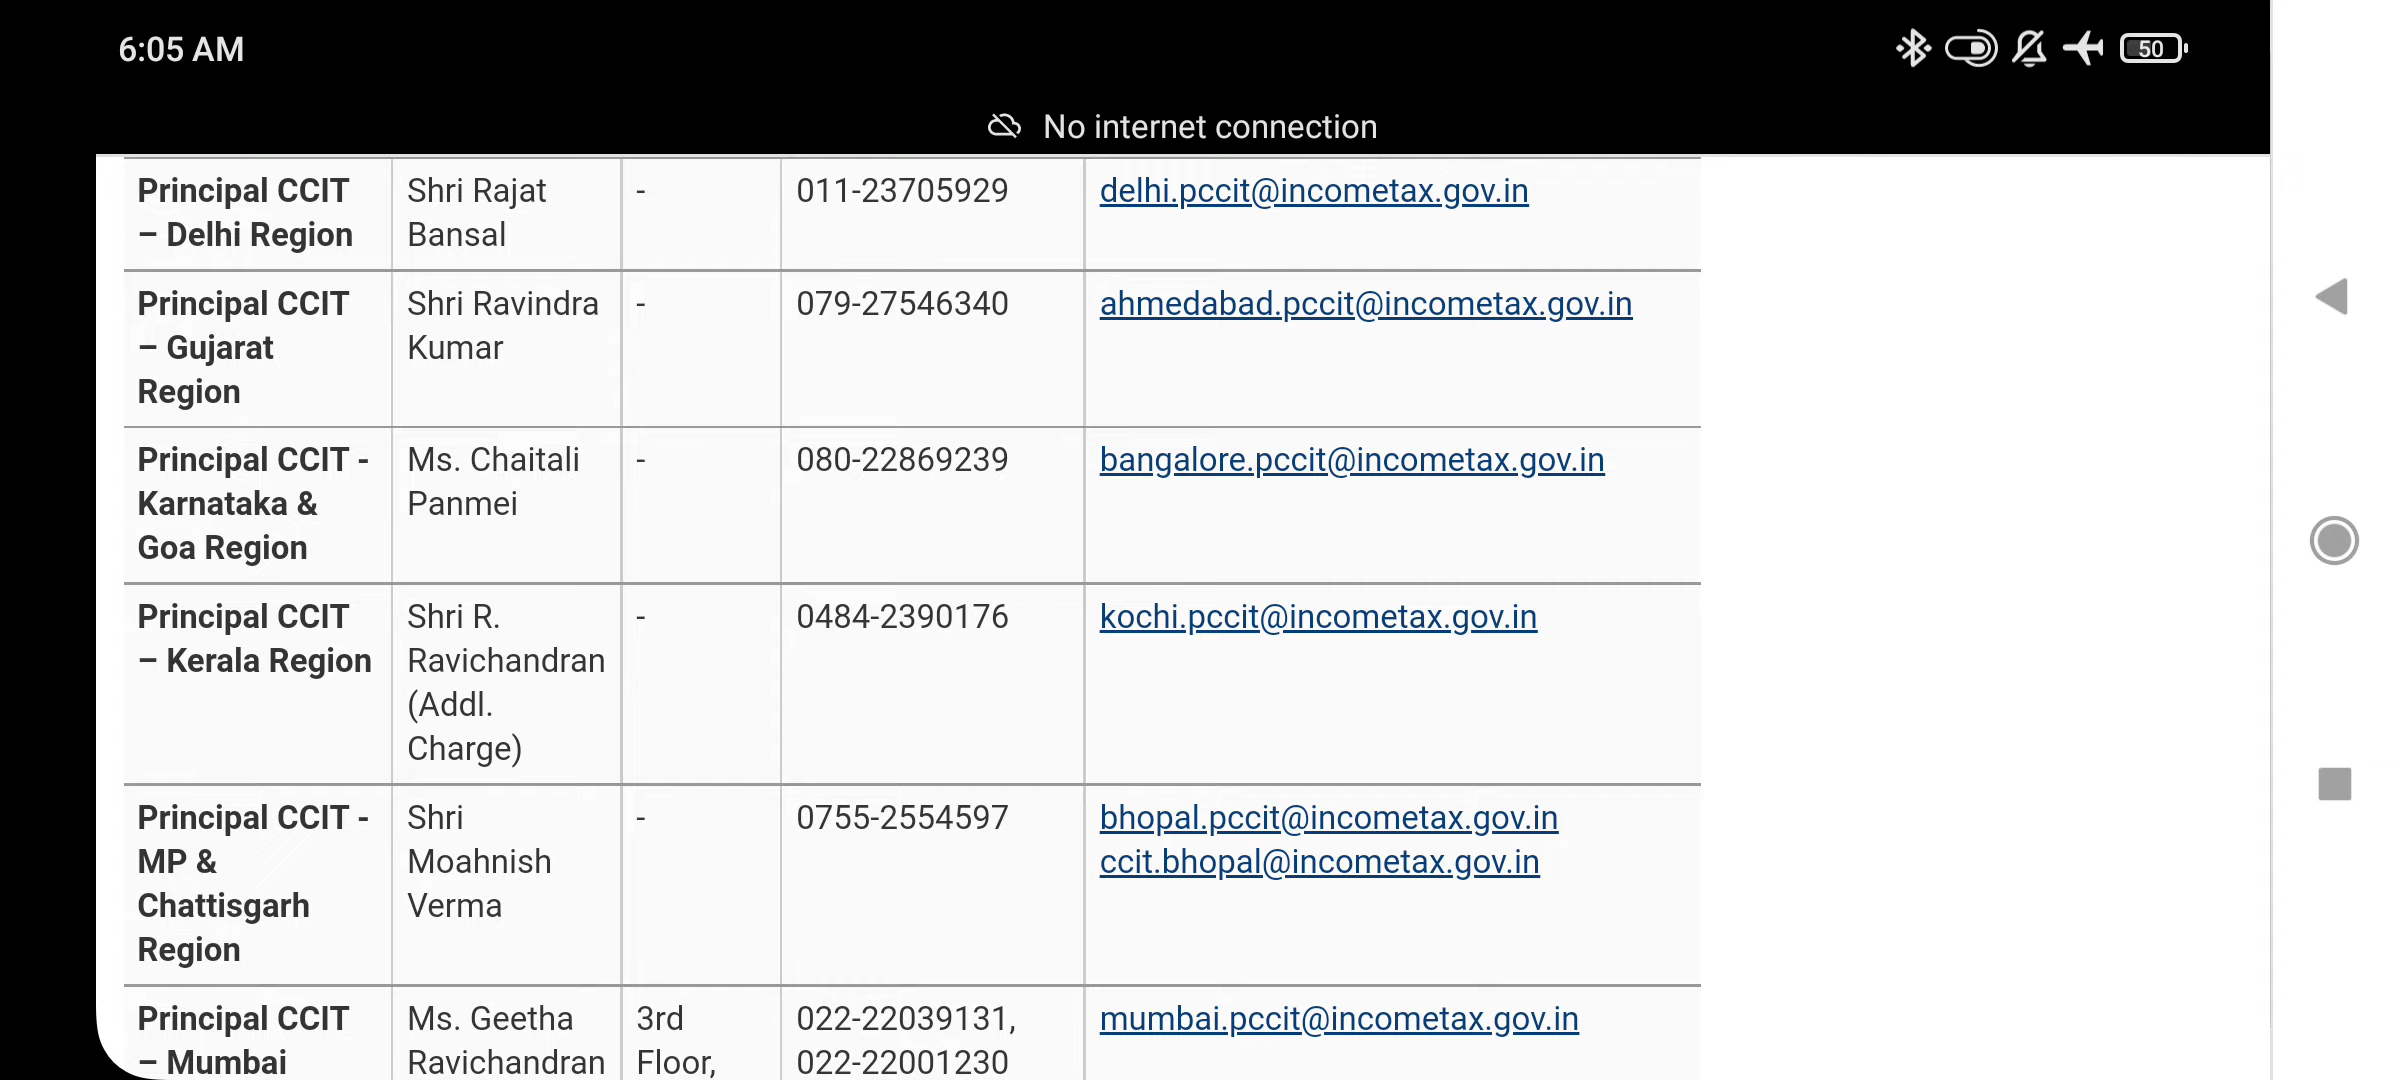 6:05 AM
50
No internet connection
Principal CCIT
– Delhi Region
Shri Rajat
Bansal
-
011-23705929
delhi.pccit@incometax.gov.in
Principal CCIT
– Gujarat
Region
Shri Ravindra
Kumar
-
079-27546340
ahmedabad.pccit@incometax.gov.in
Principal CCIT -
Karnataka &
Goa Region
Ms. Chaitali
Panmei
-
080-22869239
bangalore.pccit@incometax.gov.in
Principal CCIT
– Kerala Region
Shri R.
Ravichandran
(Addl.
Charge)
-
0484-2390176
kochi.pccit@incometax.gov.in
Principal CCIT -
MP &
Chattisgarh
Region
Shri
Moahnish
Verma
-
0755-2554597
bhopal.pccit@incometax.gov.in
ccit.bhopal@incometax.gov.in
Principal CCIT
– Mumbai
Ms. Geetha
Ravichandran
3rd
Floor,
022-22039131,
022-22001230
mumbai.pccit@incometax.gov.in